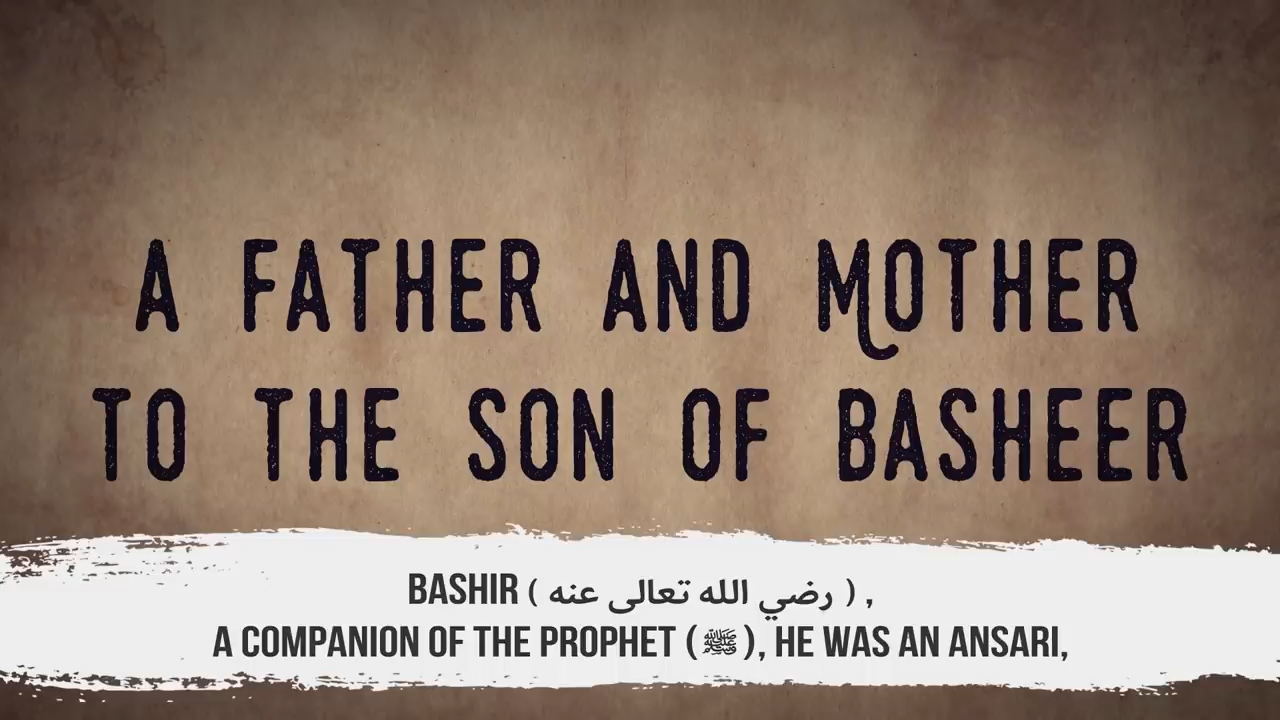 A FATHER AND MOTHER
TO THE SON OF BASHEER
BASHIR ( رضي الله تعالى عنه ) ,
A COMPANION OF THE PROPHET (ﷺ), HE WAS AN ANSARI,